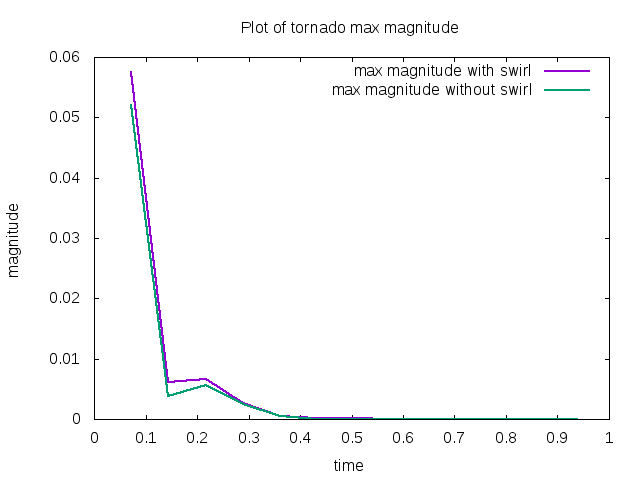 Plot of tornado max magnitude
0.06
max magnitude with swirl
max magnitude without swirl
0.05
0.04
0.03
magnitude
0.02
0.01
0
0 0.1 0.2 0.3 0.4 0.5 0.6 0.7 0.8 0.9 1
time